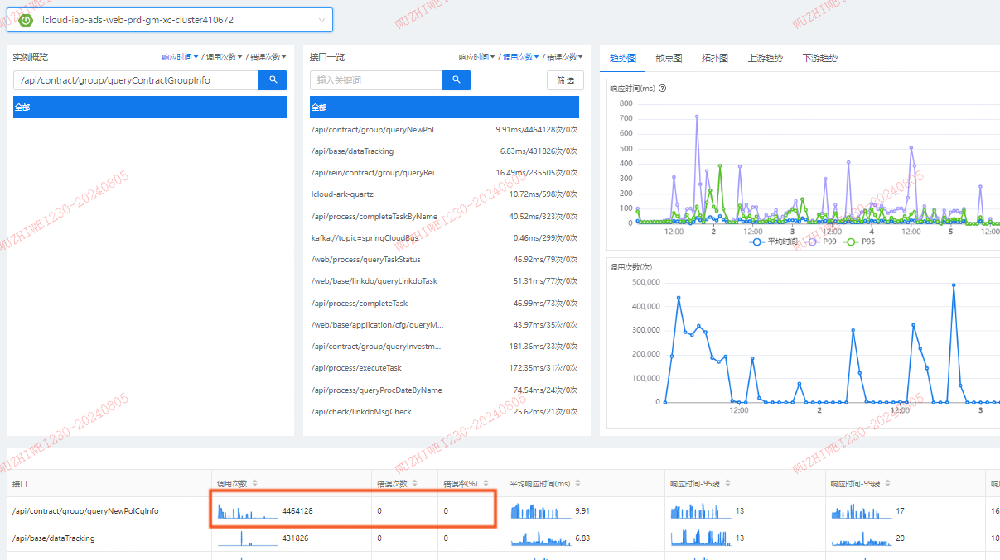 lcloud-iap-ads-web-prd-gm-xc-cluster410672
实例概览 响应时间 / 调用次数 / 错误次数
/api/contract/group/queryContractGroupInfo
全部
接口一览 响应时间 / 调用次数 / 错误次数
输入关键词 筛 选
全部
/api/contract/group/queryNewPol... 9.91ms/4464128次/0次
/api/base/dataTracking 6.83ms/431826次/0次
/api/rein/contract/group/queryRei... 16.49ms/235505次/0次
lcloud-ark-quartz 10.72ms/598次/0次
/api/process/completeTaskByName 40.52ms/323次/0次
kafka://topic=springCloudBus 0.46ms/299次/0次
/web/process/queryTaskStatus 46.92ms/79次/0次
/web/base/linkdo/queryLinkdoTask 51.31ms/77次/0次
/api/process/completeTask 46.99ms/73次/0次
/web/base/application/cfg/queryM... 43.97ms/35次/0次
/api/contract/group/queryInvestm... 181.36ms/33次/0次
/api/process/executeTask 172.35ms/31次/0次
/api/process/queryProcDateByName 74.54ms/24次/0次
/api/check/linkdoMsgCheck 25.62ms/21次/0次
趋势图 散点图 拓扑图 上游趋势 下游趋势
响应时间(ms)
800
700
600
500
400
300
200
100
0
12:00 2 12:00 3 12:00 4 12:00 5 12:00
平均时间 P99 P95
调用次数(次)
500,000
400,000
300,000
200,000
100,000
0
12:00 2 12:00 3
接口 调用次数 错误次数 错误率(%) 平均响应时间(ms) 响应时间-95线 响应时间-99线 响应
/api/contract/group/queryNewPolCgInfo 4464128 0 0 9.91 13 17 16
/api/base/dataTracking 431826 0 0 6.83 13 20 10
WUZHIWEI230-20240805
WUZHIWEI230-20240805
WUZHIWEI230-20240805
WUZHIWEI230-20240805
WUZHIWEI230-20240805
WUZHIWEI230-20240805